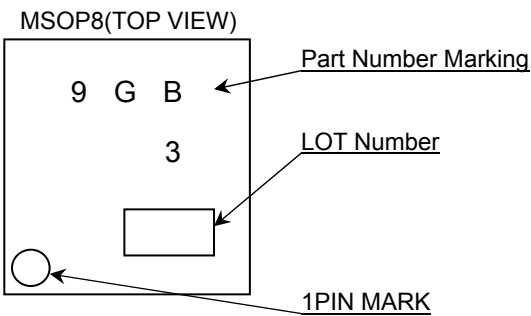 MSOP8(TOP VIEW)
Part Number Marking
9 G B
LOT Number
3
1PIN MARK